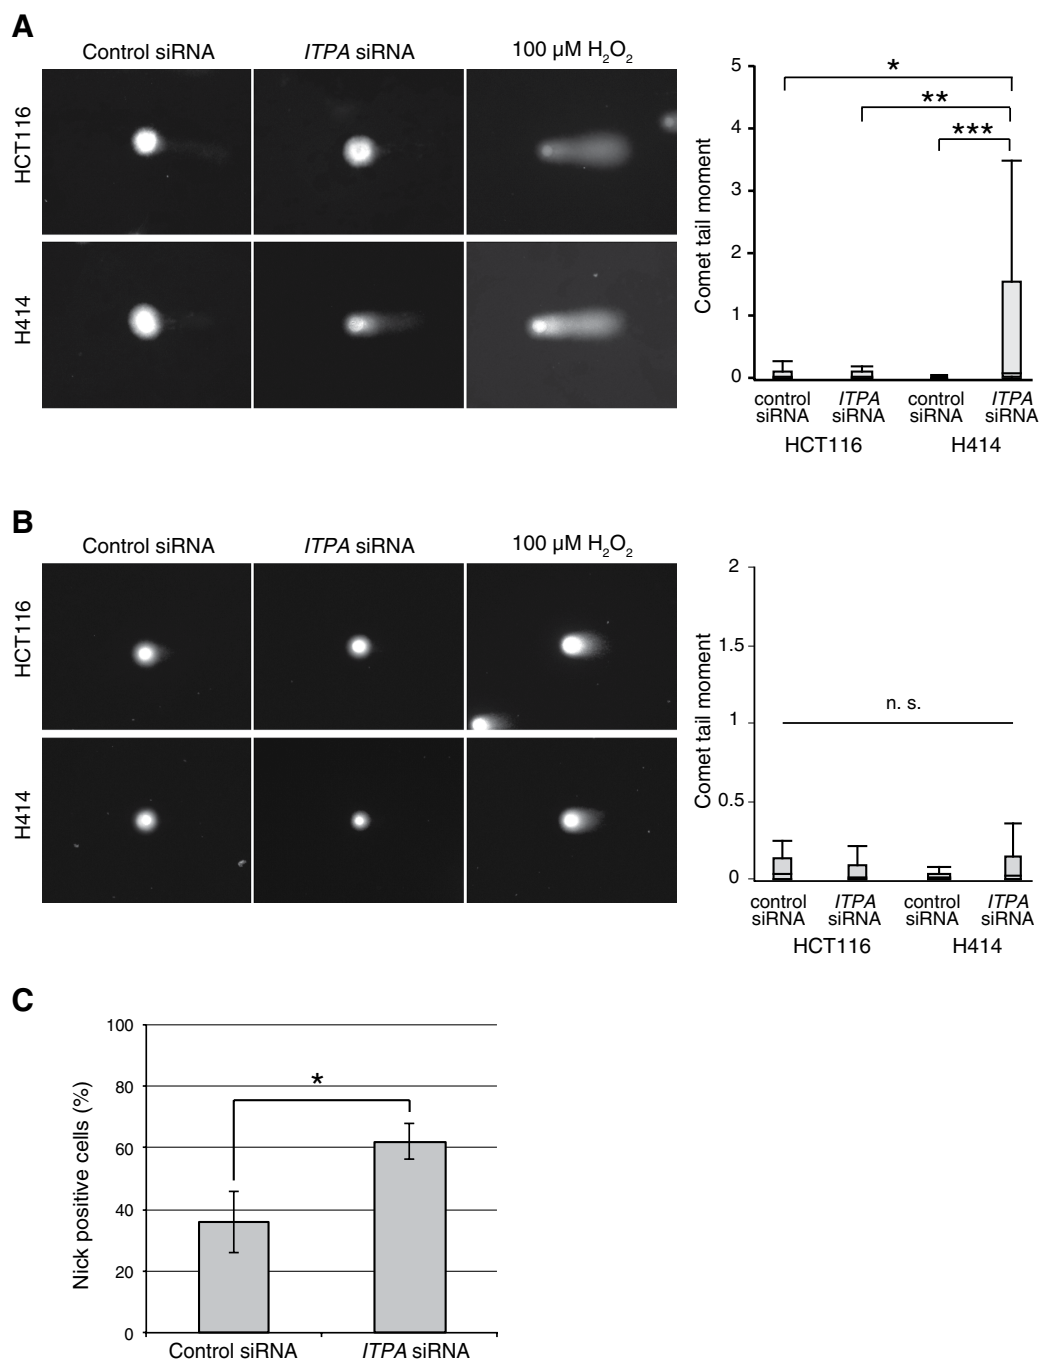 A
Control siRNA
ITPA siRNA
100 µM H2O2
HCT116
H414
Comet tail moment
5
4
3
2
1
0
*
**
***
control siRNA
ITPA siRNA
control siRNA
ITPA siRNA
HCT116
H414
B
Control siRNA
ITPA siRNA
100 µM H2O2
HCT116
H414
Comet tail moment
2
1.5
1
0.5
0
n. s.
control siRNA
ITPA siRNA
control siRNA
ITPA siRNA
HCT116
H414
C
Nick positive cells (%)
100
80
60
40
20
0
*
Control siRNA
ITPA siRNA